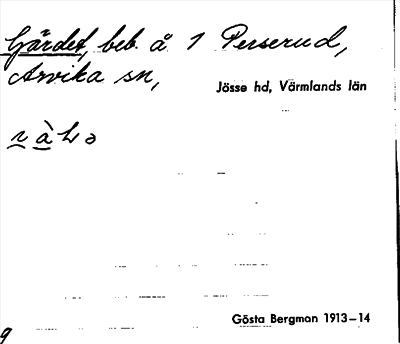 Gärdet, beb. å 1 Perserud,
Arvika sn,
Jösse hd, Värmlands län
Gösta Bergman 1913–14
9